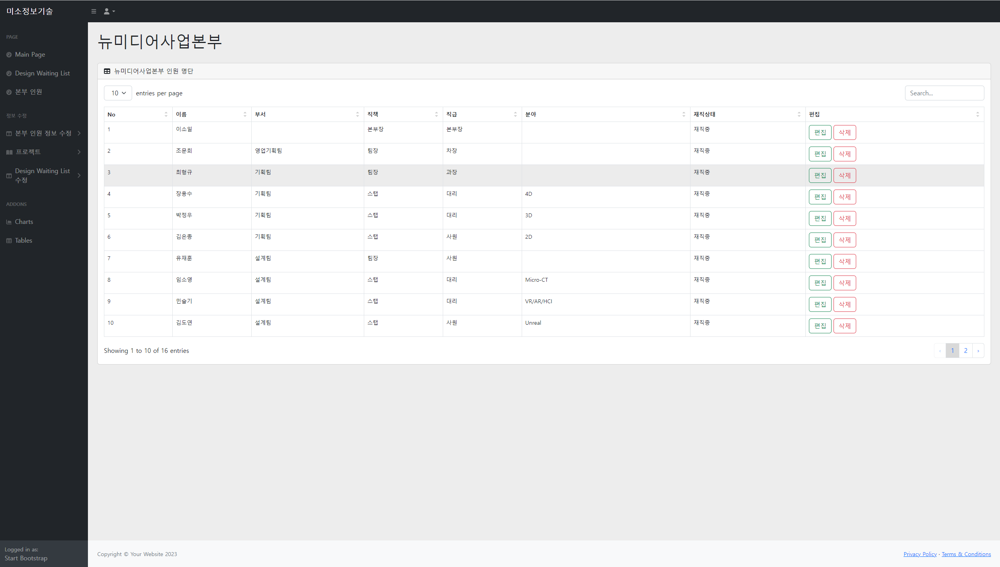 미소정보기술
PAGE
Main Page
Design Waiting List
본부 인원
정보 수정
본부 인원 정보 수정
프로젝트
Design Waiting List
수정
ADDONS
Charts
Tables
Logged in as:
Start Bootstrap
뉴미디어사업본부
뉴미디어사업본부 인원 명단
10 entries per page Search...
No 이름 부서 직책 직급 분야 재직상태 편집
1 이소일 본부장 본부장 재직중 편집 삭제
2 조문희 영업기획팀 팀장 차장 재직중 편집 삭제
3 최형규 기획팀 팀장 과장 재직중 편집 삭제
4 장용수 기획팀 스탭 대리 4D 재직중 편집 삭제
5 박정우 기획팀 스탭 대리 3D 재직중 편집 삭제
6 김은종 기획팀 스탭 사원 2D 재직중 편집 삭제
7 유재훈 설계팀 팀장 사원 재직중 편집 삭제
8 임소영 설계팀 스탭 대리 Micro-CT 재직중 편집 삭제
9 민슬기 설계팀 스탭 대리 VR/AR/HCI 재직중 편집 삭제
10 김도연 설계팀 스탭 사원 Unreal 재직중 편집 삭제
Showing 1 to 10 of 16 entries ‹ 1 2 ›
Copyright © Your Website 2023 Privacy Policy · Terms & Conditions